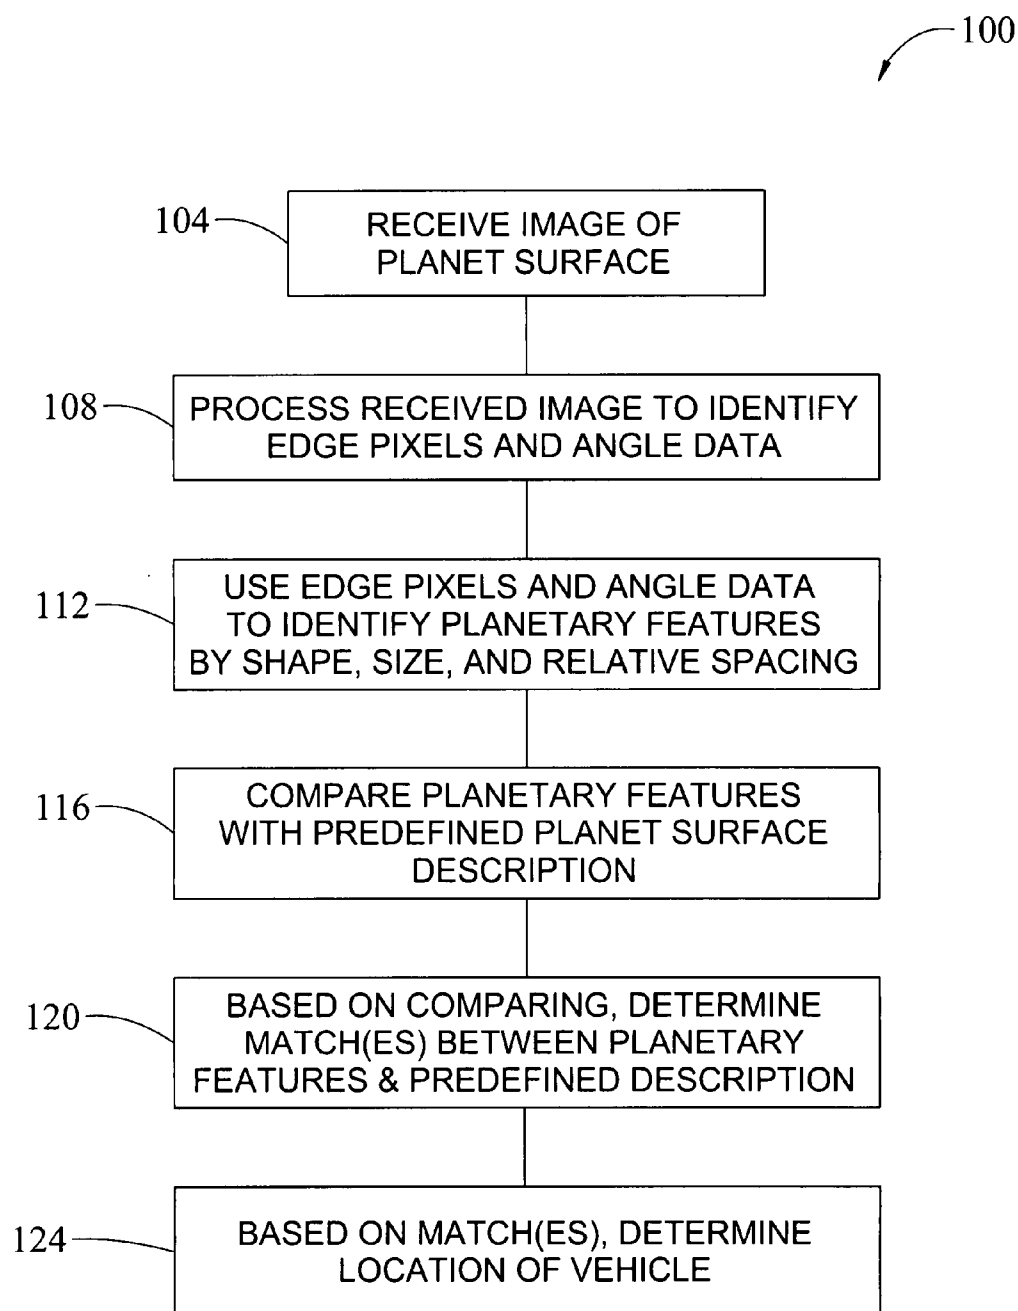 100
104
RECEIVE IMAGE OF
PLANET SURFACE
108
PROCESS RECEIVED IMAGE TO IDENTIFY
EDGE PIXELS AND ANGLE DATA
112
USE EDGE PIXELS AND ANGLE DATA
TO IDENTIFY PLANETARY FEATURES
BY SHAPE, SIZE, AND RELATIVE SPACING
116
COMPARE PLANETARY FEATURES
WITH PREDEFINED PLANET SURFACE
DESCRIPTION
120
BASED ON COMPARING, DETERMINE
MATCH(ES) BETWEEN PLANETARY
FEATURES & PREDEFINED DESCRIPTION
124
BASED ON MATCH(ES), DETERMINE
LOCATION OF VEHICLE